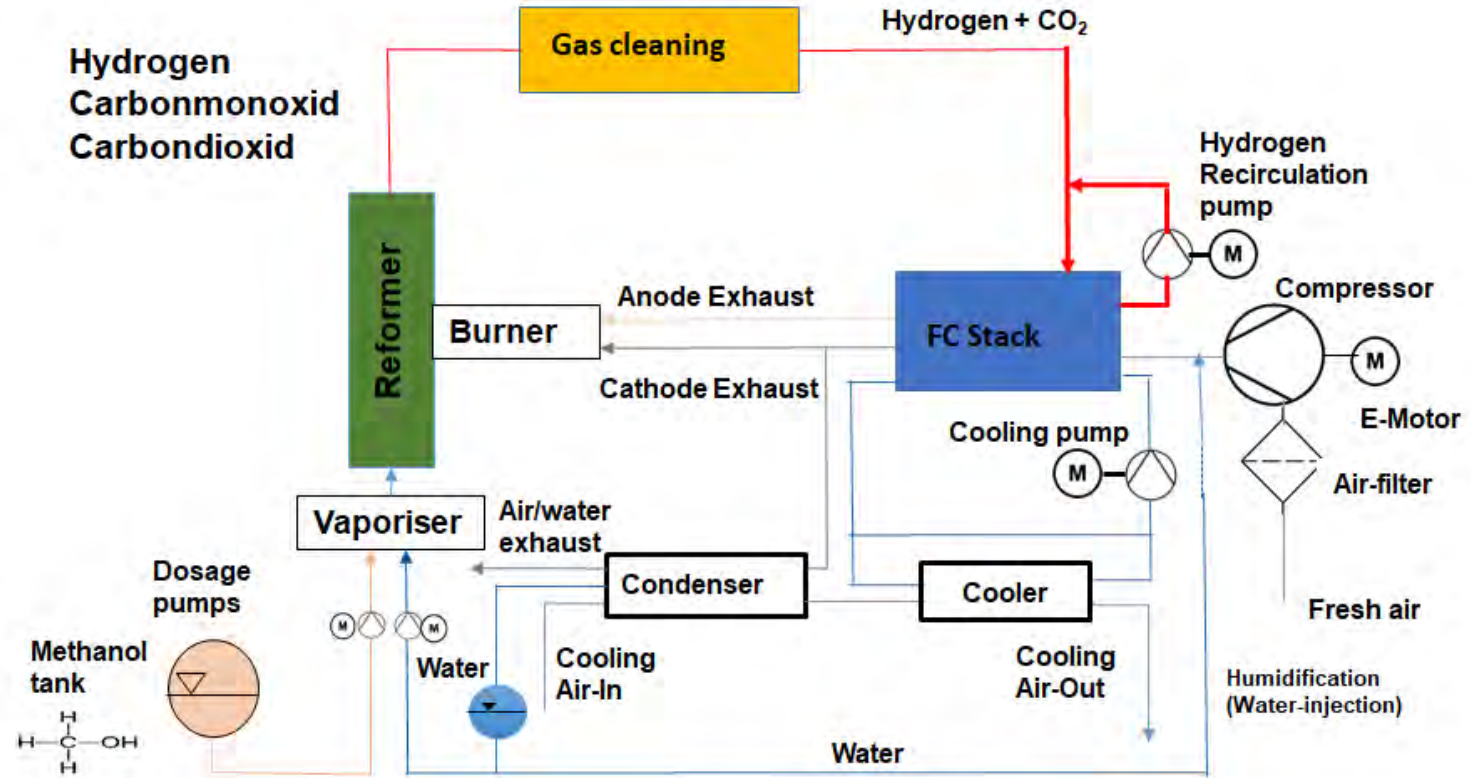 Gas cleaning
Hydrogen + CO₂
Hydrogen
Carbonmonoxid
Carbondioxid
Hydrogen
Recirculation
pump
M
Reformer
Burner
Anode Exhaust
Cathode Exhaust
FC Stack
Compressor
M
E-Motor
Cooling pump
M
Air-filter
Vaporiser
Air/water
exhaust
Condenser
Cooler
Fresh air
Dosage
pumps
M
M
Methanol
tank
H
H-C-OH
H
Water
Cooling
Air-In
Cooling
Air-Out
Humidification
(Water-injection)
Water